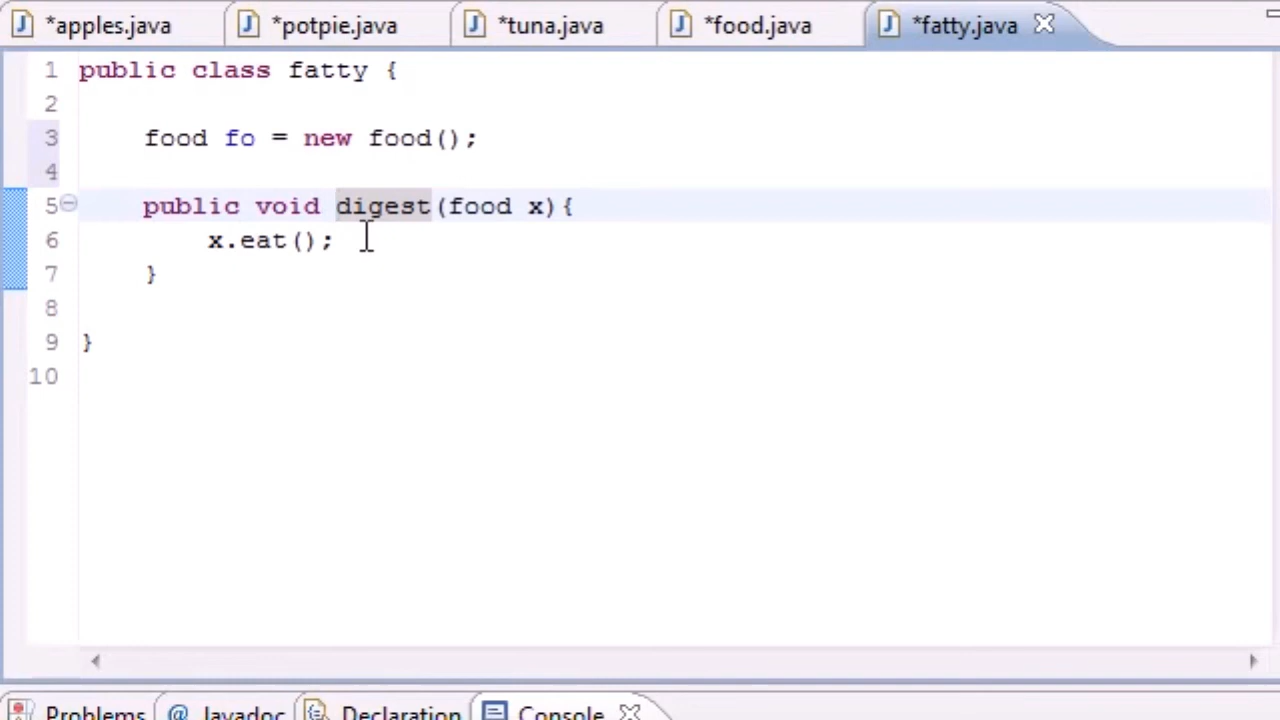 *apples.java *potpie.java *tuna.java *food.java *fatty.java
1 public class fatty {
2
3 food fo = new food();
4
5 public void digest(food x){
6 x.eat();
7 }
8
9 }
10
Problems @ Javadoc Declaration Console